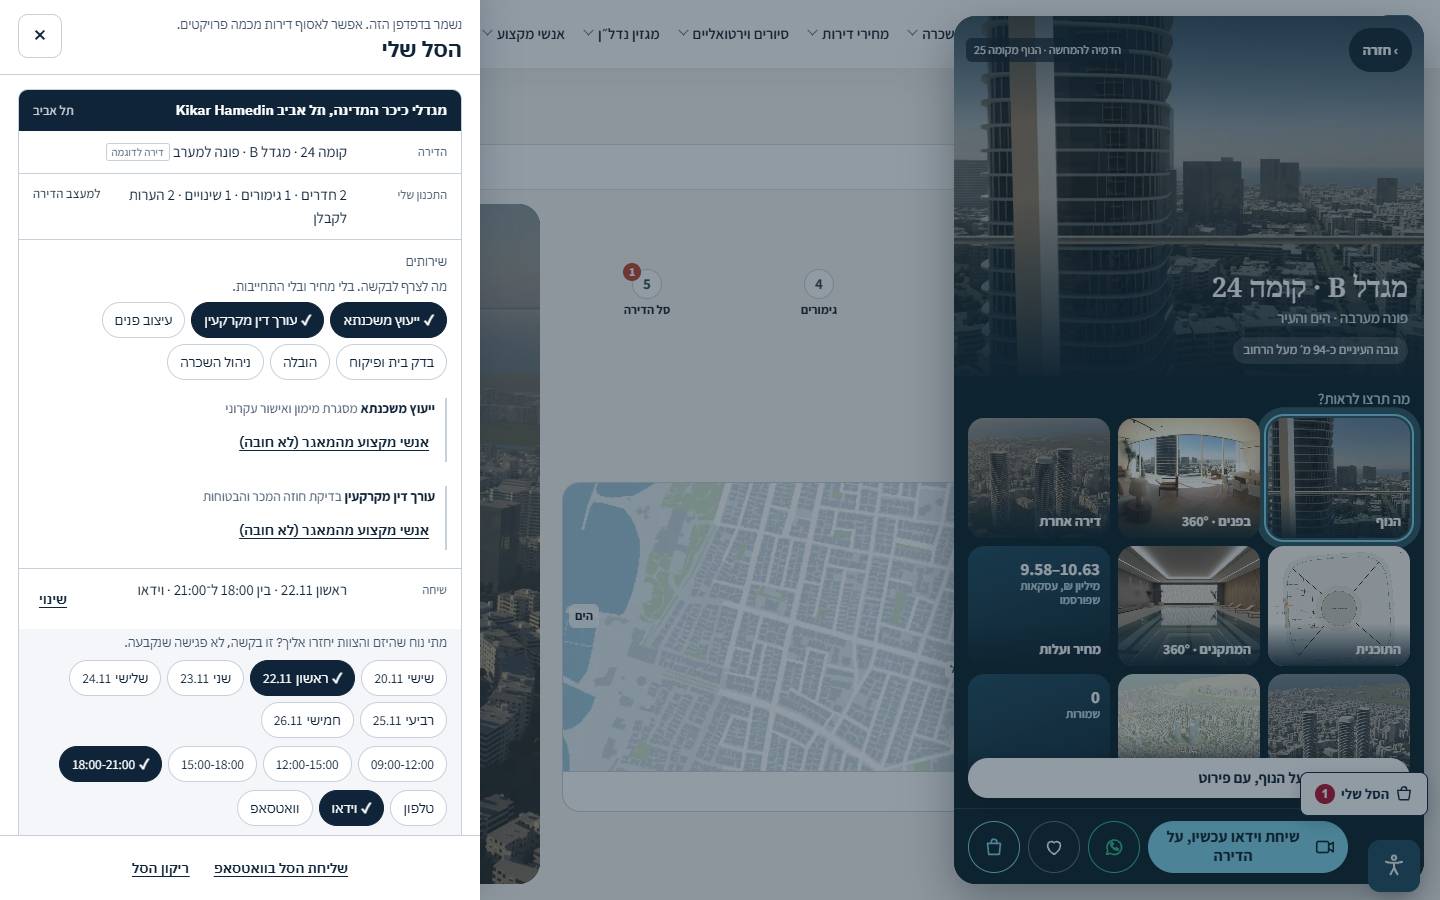 נשמר בדפדפן הזה. אפשר לאסוף דירות מכמה פרויקטים.
הסל שלי
מגדלי כיכר המדינה, תל אביב Kikar Hamedin
תל אביב
הדירה
קומה 24 · מגדל B · פונה למערב
דירה לדוגמה
התכנון שלי
2 חדרים · 1 גימורים · 1 שינויים · 2 הערות
לקבלן
למעצב הדירה
שירותים
מה לצרף לבקשה. בלי מחיר ובלי התחייבות.
✓ ייעוץ משכנתא
✓ עורך דין מקרקעין
עיצוב פנים
בדק בית ופיקוח
הובלה
ניהול השכרה
ייעוץ משכנתא מסגרת מימון ואישור עקרוני
אנשי מקצוע מהמאגר (לא חובה)
עורך דין מקרקעין בדיקת חוזה המכר והבטוחות
אנשי מקצוע מהמאגר (לא חובה)
שיחה
ראשון 22.11 · בין 18:00 ל־21:00 · וידאו
שינוי
מתי נוח שהיזם והצוות יחזרו אליך? זו בקשה, לא פגישה שנקבעה.
שישי 20.11
✓ ראשון 22.11
שני 23.11
שלישי 24.11
רביעי 25.11
חמישי 26.11
09:00-12:00
12:00-15:00
15:00-18:00
✓ 18:00-21:00
טלפון
✓ וידאו
וואטסאפ
שליחת הסל בוואטסאפ
ריקון הסל
שכרה
מחירי דירות
סיורים וירטואליים
מגזין נדל״ן
אנשי מקצוע
4
גימורים
1
5
סל הדירה
הים
› חזרה
הדמיה להמחשה · הנוף מקומה 25
מגדל B · קומה 24
פונה מערבה · הים והעיר
גובה העיניים כ-94 מ׳ מעל הרחוב
מה תרצו לראות?
הנוף
בפנים · 360°
דירה אחרת
התוכנית
המתקנים · 360°
9.58–10.63
מיליון ₪, עסקאות
שפורסמו
מחיר ועלות
0
שמורות
על הנוף, עם פירוט
הסל שלי
1
שיחת וידאו עכשיו, על
הדירה